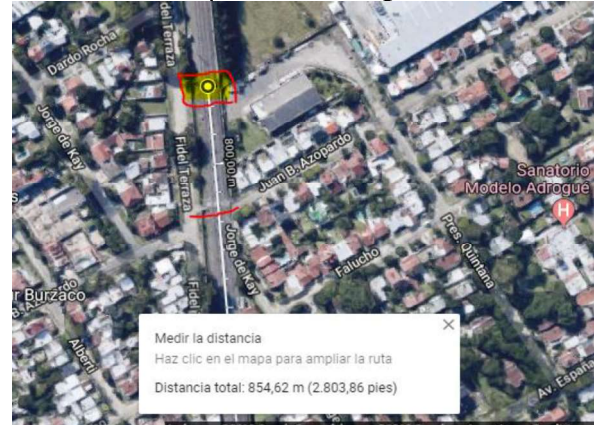 Dardo Rocha
Fidel Terraza
Jorge de Kay
Fidel Terraza
800,00 m
Juan B. Azopardo
Sanatorio
Modelo Adrogué
Jorge de Kay
Falucho
Pres. Quintana
Fidel
r Burzaco
Alberti
Av. España
Medir la distancia
Haz clic en el mapa para ampliar la ruta
Distancia total: 854,62 m (2.803,86 pies)